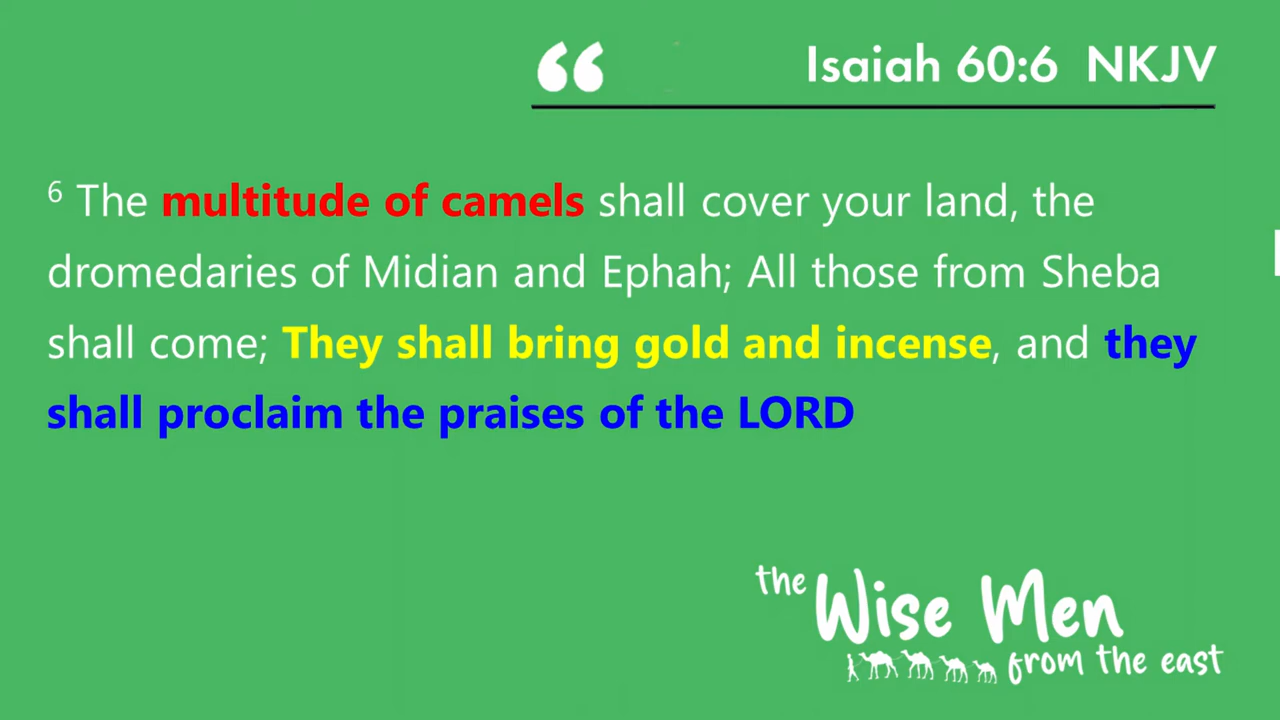 “ Isaiah 60:6 NKJV
6 The multitude of camels shall cover your land, the
dromedaries of Midian and Ephah; All those from Sheba
shall come; They shall bring gold and incense, and they
shall proclaim the praises of the LORD
the Wise Men
from the east